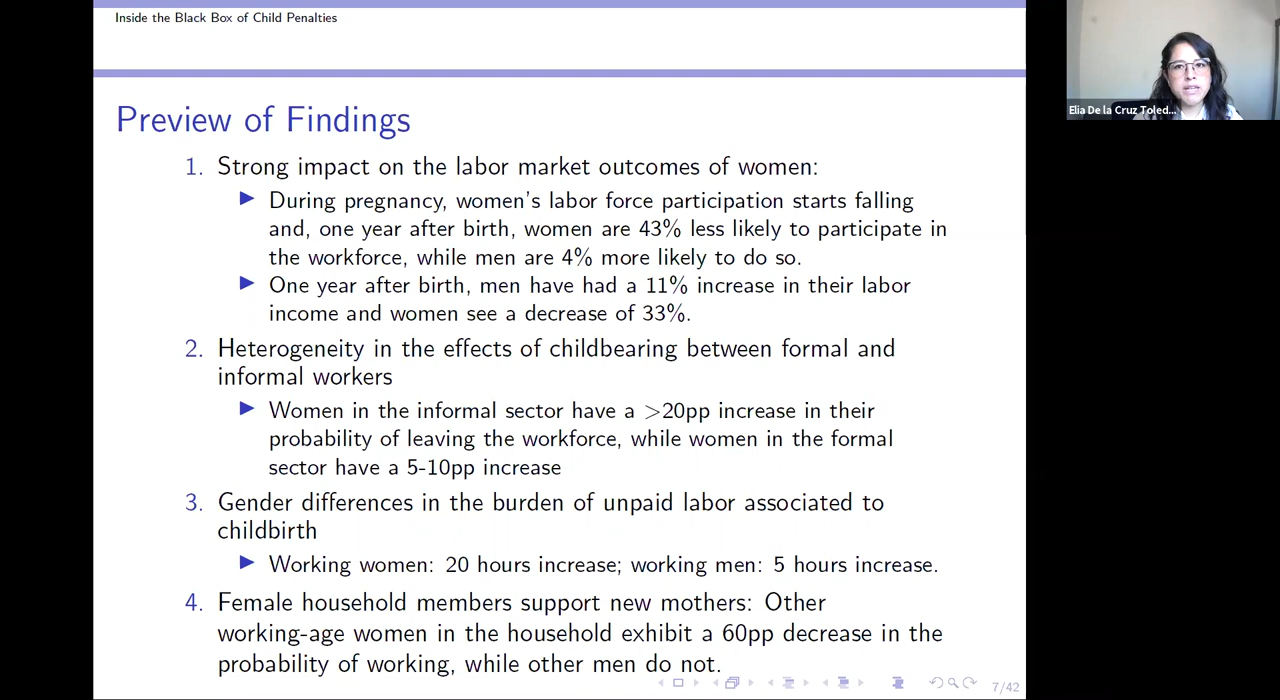 Inside the Black Box of Child Penalties
Elia De la Cruz Toled...
Preview of Findings
1. Strong impact on the labor market outcomes of women:
▶ During pregnancy, women's labor force participation starts falling
and, one year after birth, women are 43% less likely to participate in
the workforce, while men are 4% more likely to do so.
▶ One year after birth, men have had a 11% increase in their labor
income and women see a decrease of 33%.
2. Heterogeneity in the effects of childbearing between formal and
informal workers
▶ Women in the informal sector have a >20pp increase in their
probability of leaving the workforce, while women in the formal
sector have a 5-10pp increase
3. Gender differences in the burden of unpaid labor associated to
childbirth
▶ Working women: 20 hours increase; working men: 5 hours increase.
4. Female household members support new mothers: Other
working-age women in the household exhibit a 60pp decrease in the
probability of working, while other men do not.
7/42